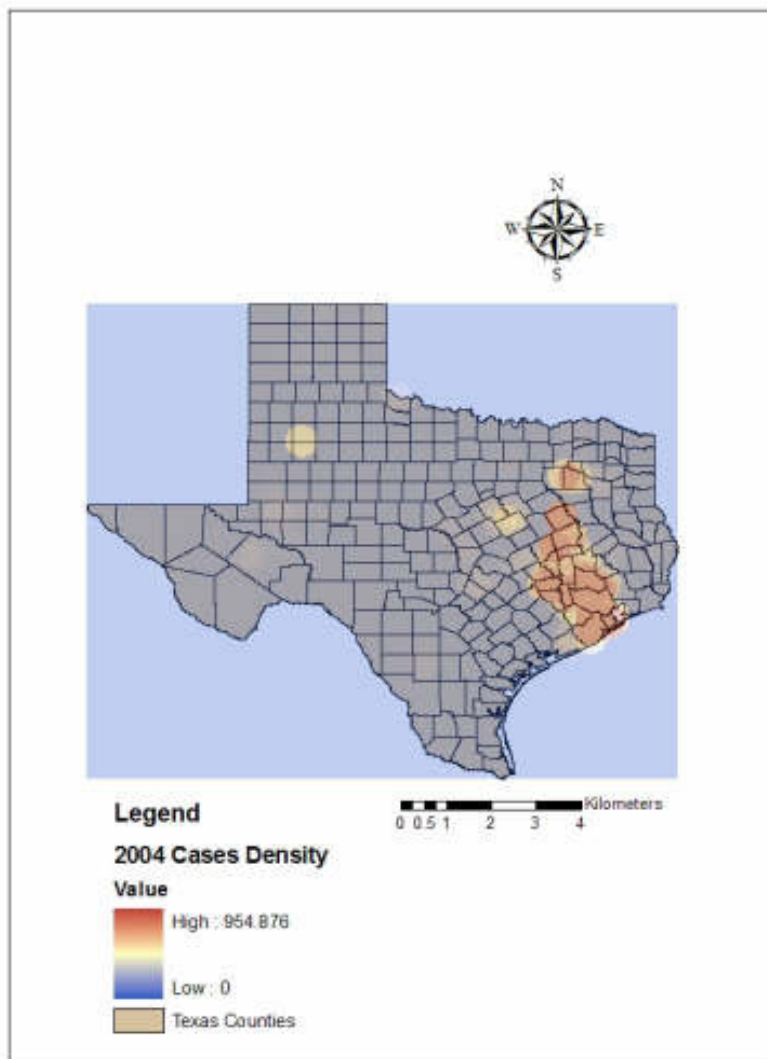 N
W E
S
Legend
Kilometers
0 0.5 1 2 3 4
2004 Cases Density
Value
High : 954.876
Low : 0
Texas Counties